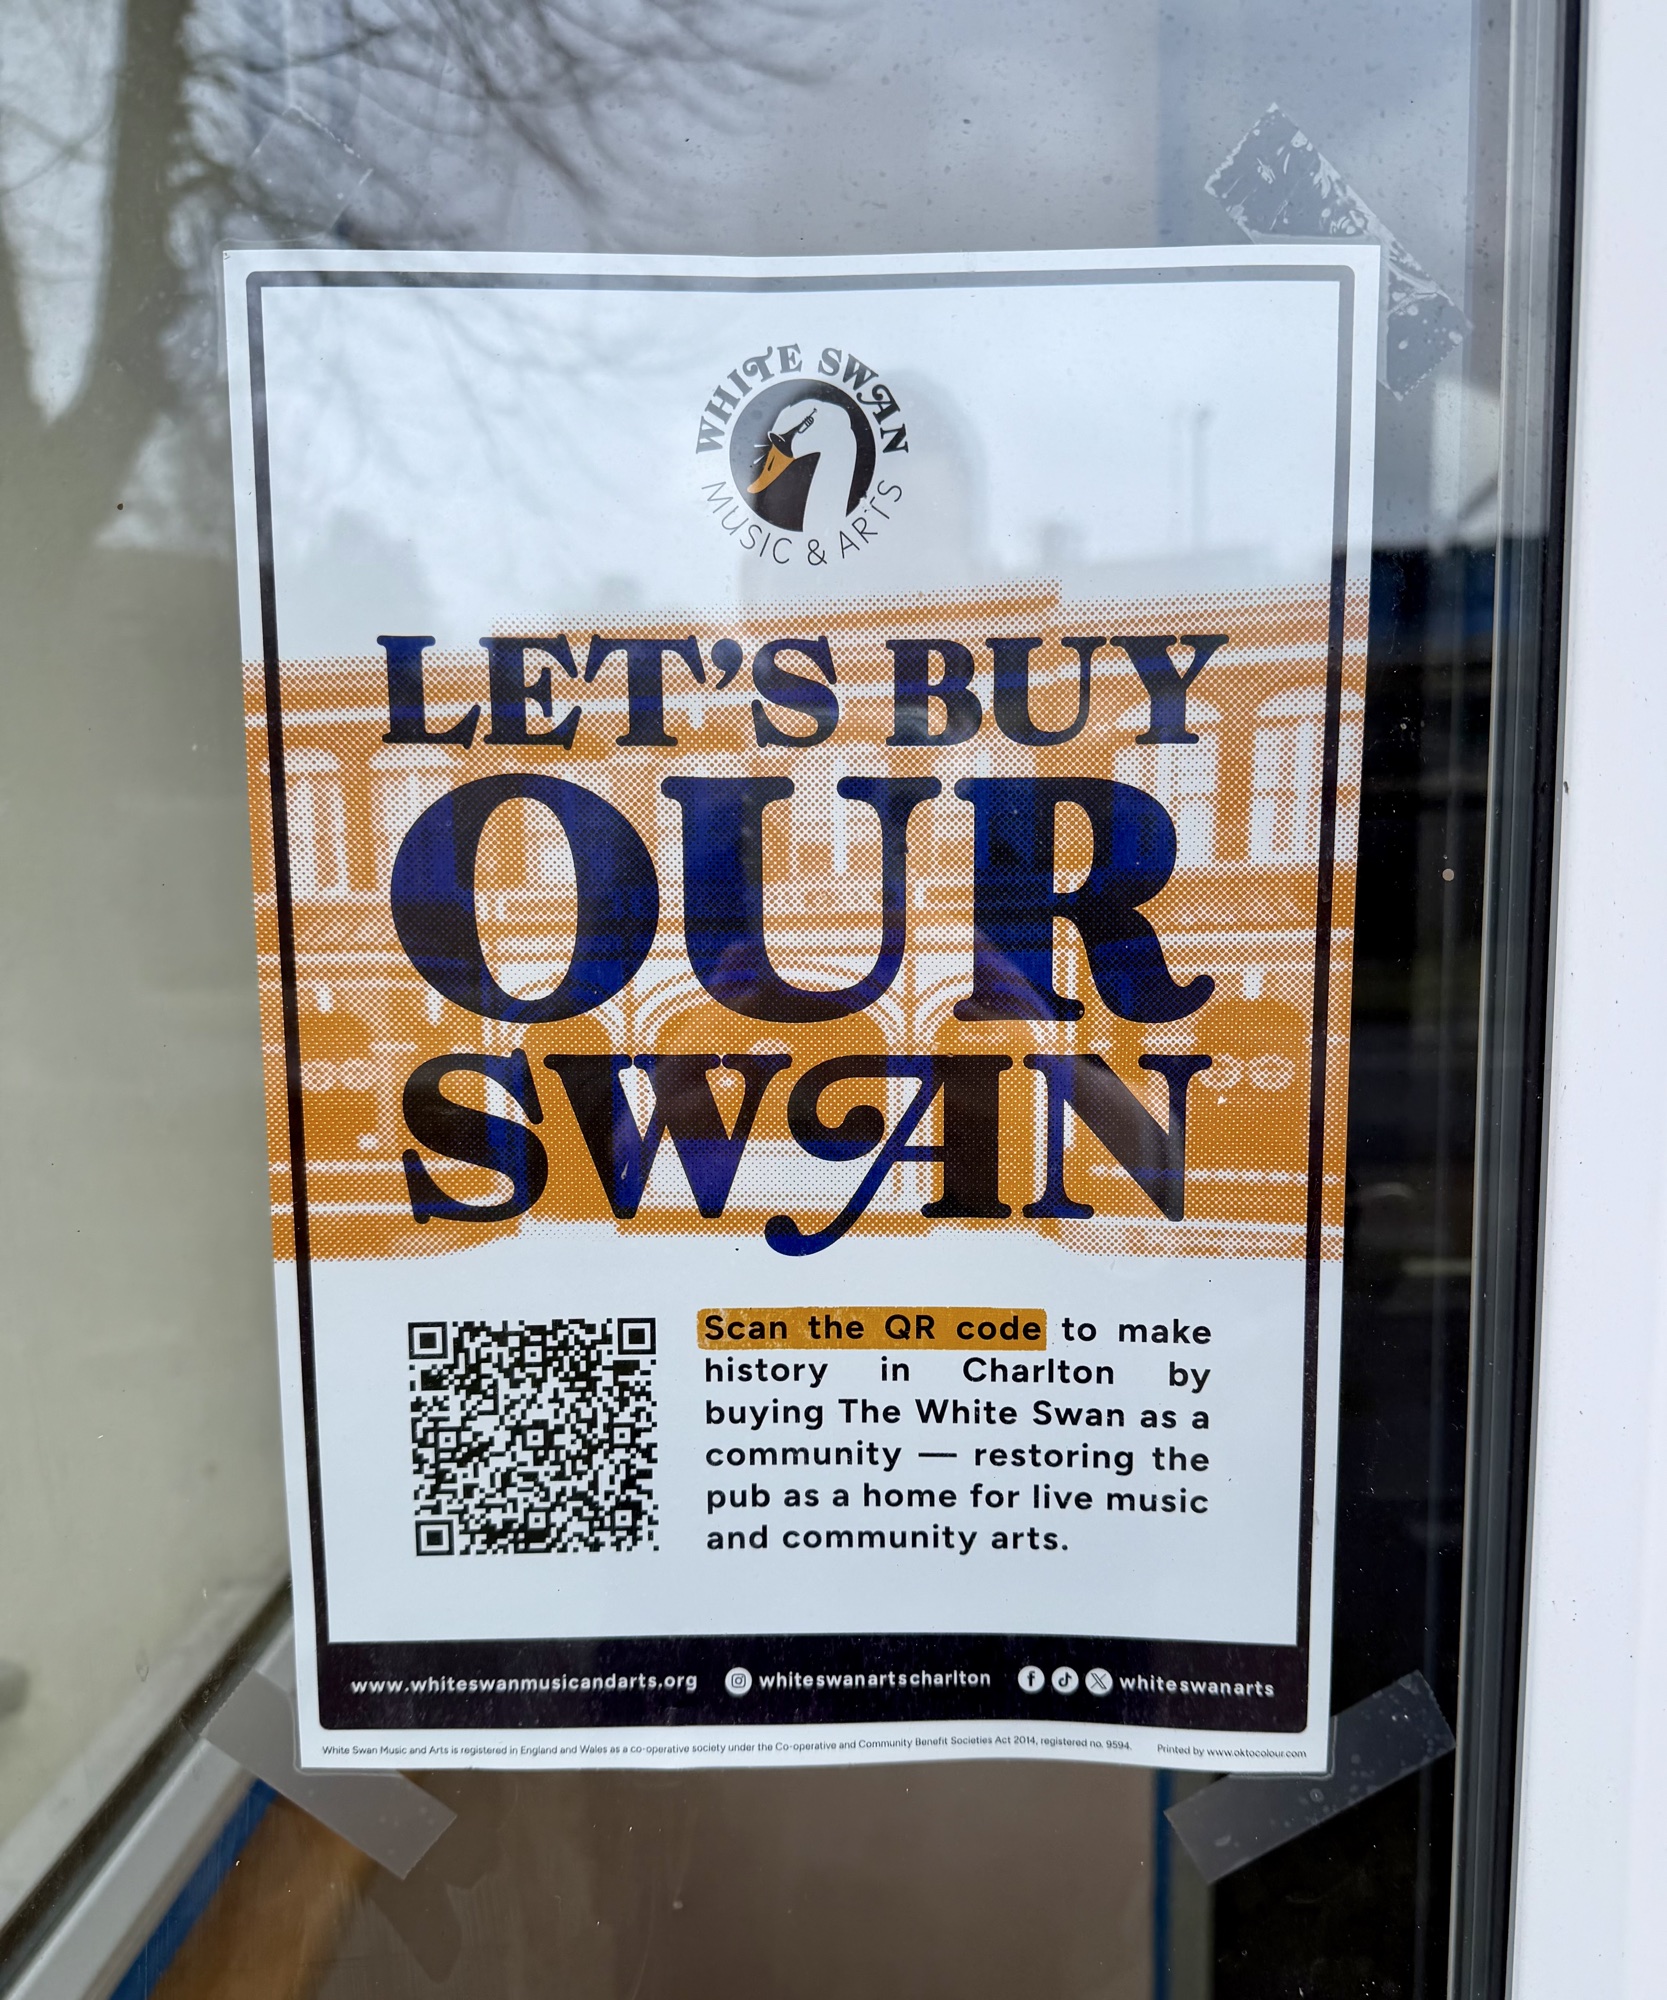 WHITE SWAN
MUSIC & ARTS
LET'S BUY
OUR
SWAN
Scan the QR code to make
history in Charlton by
buying The White Swan as a
community — restoring the
pub as a home for live music
and community arts.
www.whiteswanmusicandarts.org whiteswanartscharlton whiteswanarts
White Swan Music and Arts is registered in England and Wales as a co-operative society under the Co-operative and Community Benefit Societies Act 2014, registered no. 9594. Printed by www.oktocolour.com